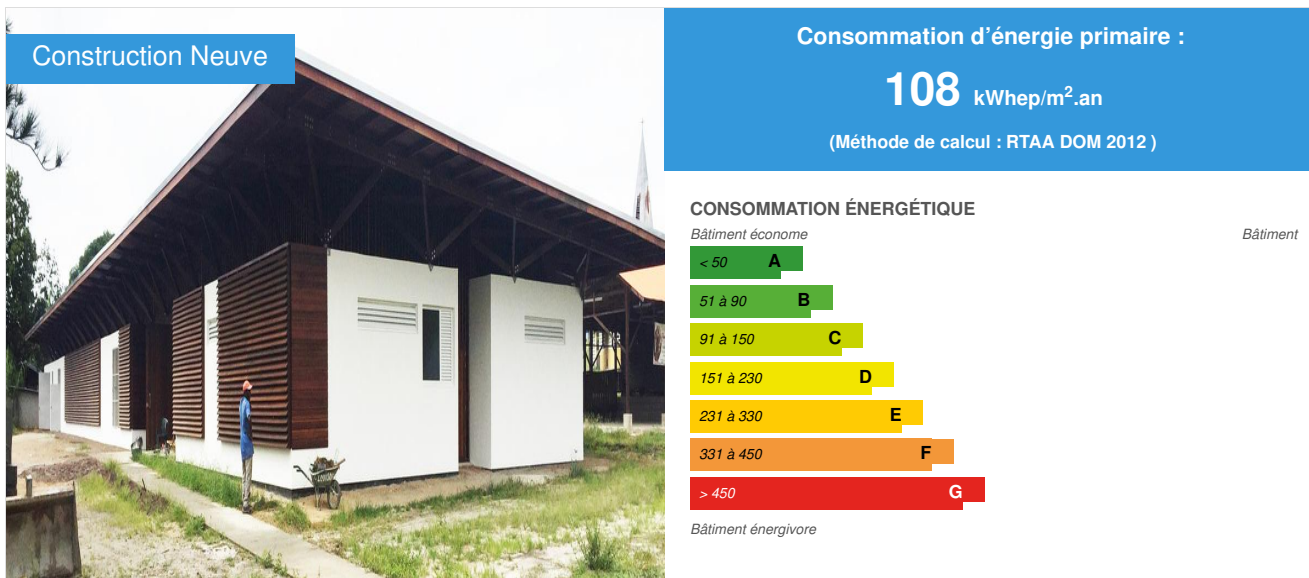 Construction Neuve
Consommation d'énergie primaire :
108 kWhep/m².an
(Méthode de calcul : RTAA DOM 2012 )
CONSOMMATION ÉNERGÉTIQUE
Bâtiment économe
Bâtiment
< 50 A
51 à 90 B
91 à 150 C
151 à 230 D
231 à 330 E
331 à 450 F
> 450 G
Bâtiment énergivore